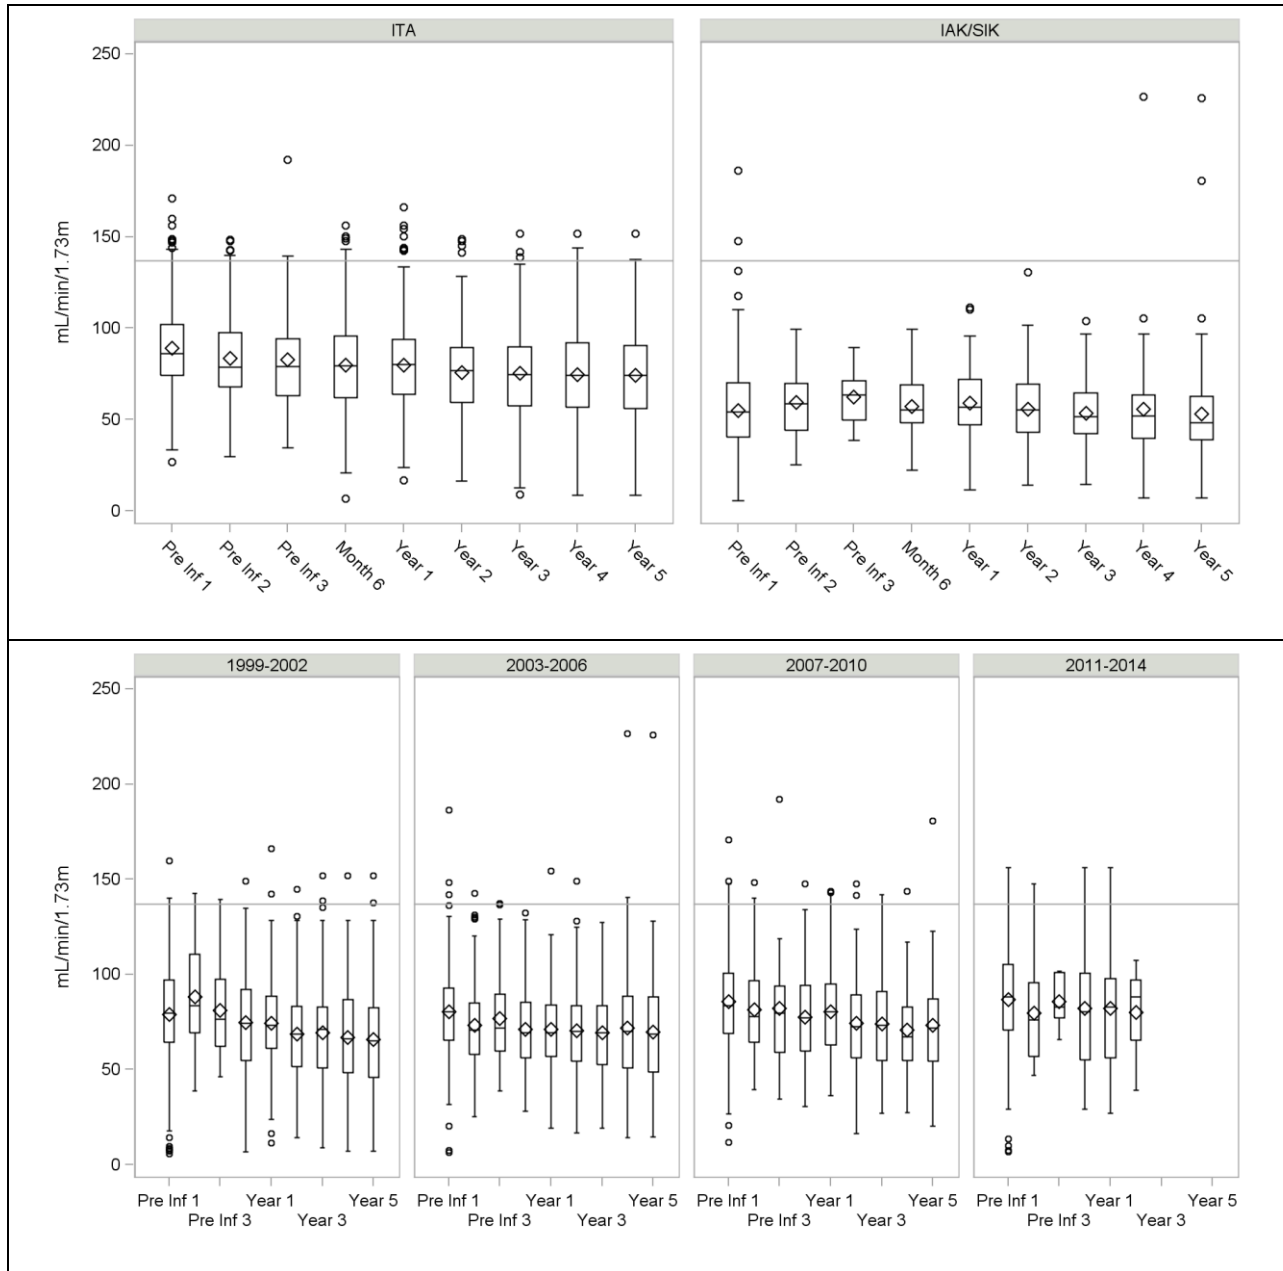 ITA
IAK/SIK
250
200
150
100
50
0
mL/min/1.73m
Pre Inf 1
Pre Inf 2
Pre Inf 3
Month 6
Year 1
Year 2
Year 3
Year 4
Year 5
Pre Inf 1
Pre Inf 2
Pre Inf 3
Month 6
Year 1
Year 2
Year 3
Year 4
Year 5
1999-2002
2003-2006
2007-2010
2011-2014
250
200
150
100
50
0
mL/min/1.73m
Pre Inf 1 Year 1 Year 5
Pre Inf 3 Year 3
Pre Inf 1 Year 1 Year 5
Pre Inf 3 Year 3
Pre Inf 1 Year 1 Year 5
Pre Inf 3 Year 3
Pre Inf 1 Year 1 Year 5
Pre Inf 3 Year 3